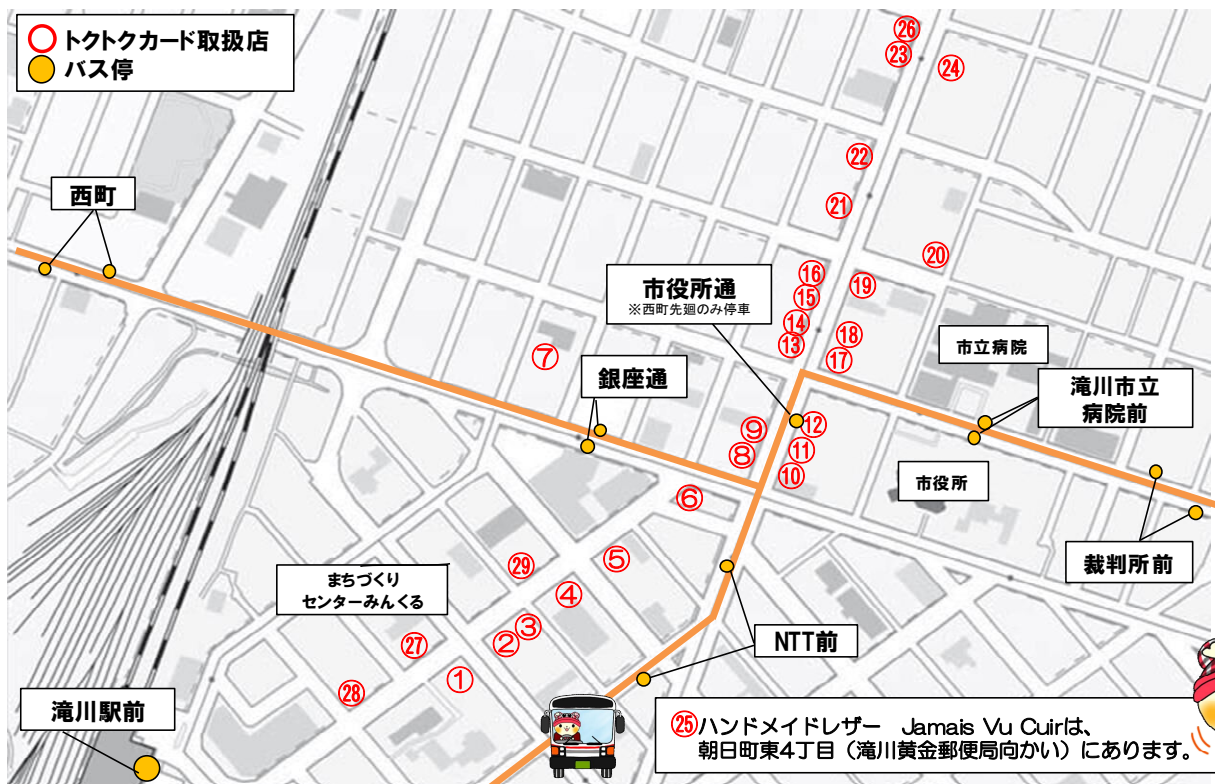 トクトクカード取扱店
バス停
㉖
㉓
㉔
㉒
西町
㉑
⑳
市役所通
※西町先廻のみ停車
⑯
⑲
⑮
⑭
⑱
⑬
⑰
市立病院
⑦
銀座通
滝川市立
病院前
⑨
⑫
⑧
⑪
⑩
市役所
⑥
裁判所前
まちづくり
センターみんくる
㉙
⑤
④
③
②
NTT前
㉗
①
㉘
滝川駅前
㉕ハンドメイドレザー Jamais Vu Cuirは、
朝日町東4丁目（滝川黄金郵便局向かい）にあります。